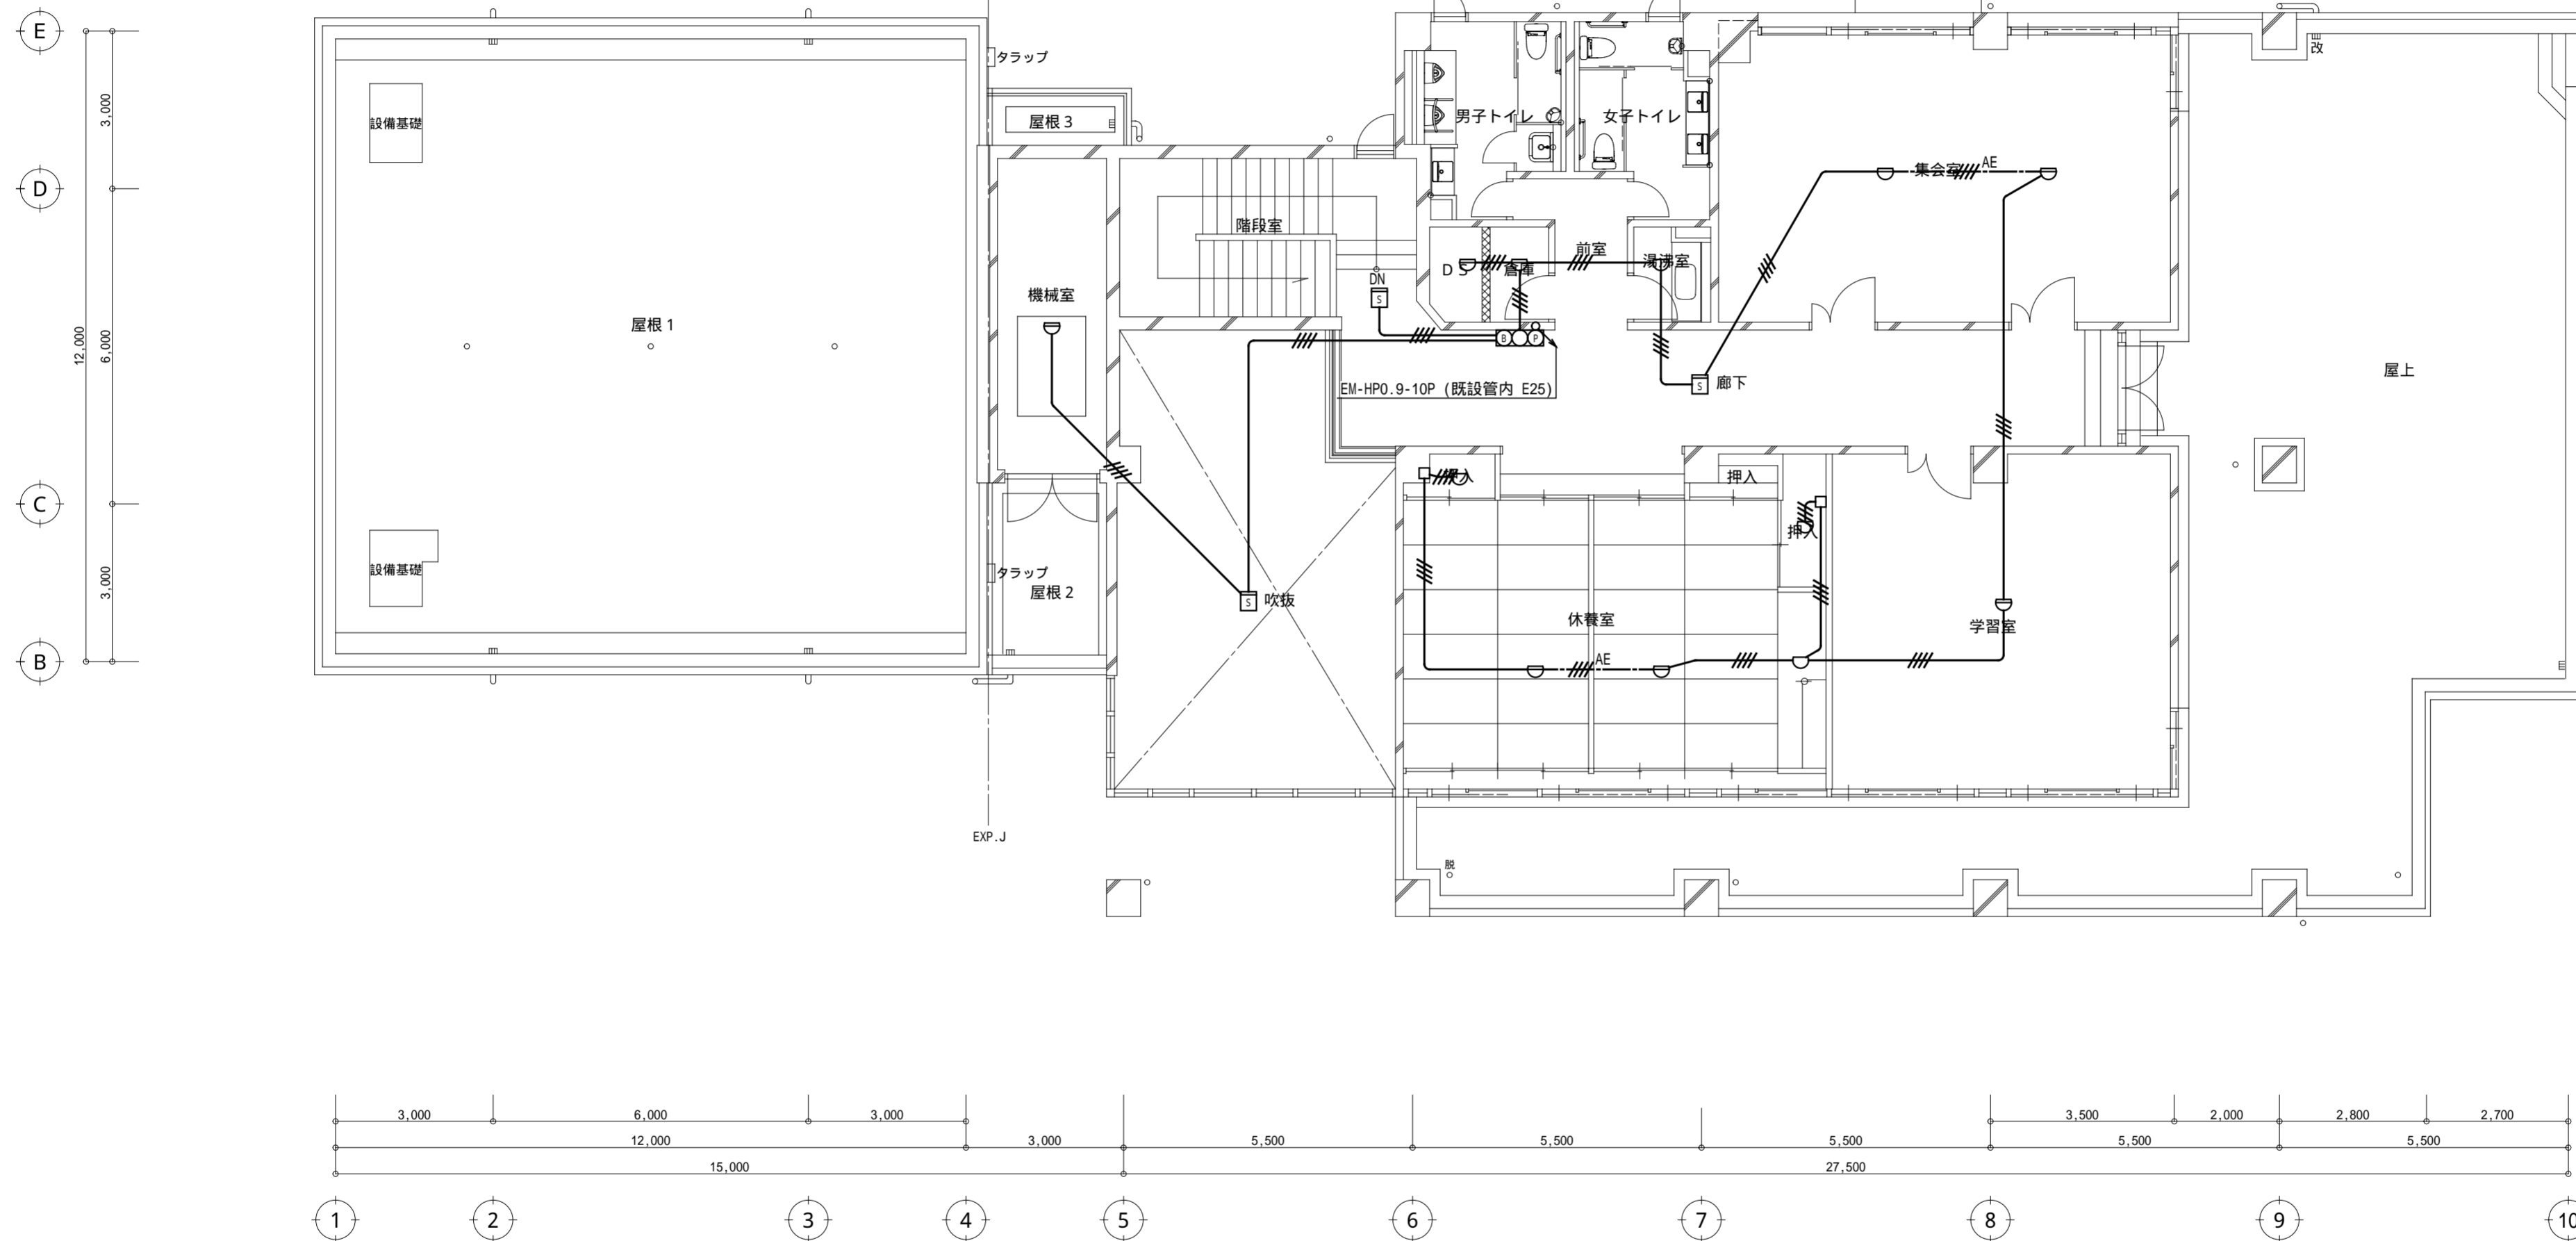 E
タラップ
改
3,000
設備基礎
屋根３
男子トイレ
女子トイレ
集会室
AE
D
階段室
前室
湯沸室
ＤＳ
倉庫
DN
S
機械室
屋根１
12,000
6,000
B
P
屋上
EM-HP0.9-10P (既設管内 E25)
S
廊下
押入
押入
C
押入
設備基礎
タラップ
3,000
屋根２
S
吹抜
休養室
学習室
AE
B
EXP.J
脱
3,000
6,000
3,000
3,500
2,000
2,800
2,700
12,000
3,000
5,500
5,500
5,500
5,500
5,500
15,000
27,500
1
2
3
4
5
6
7
8
9
10